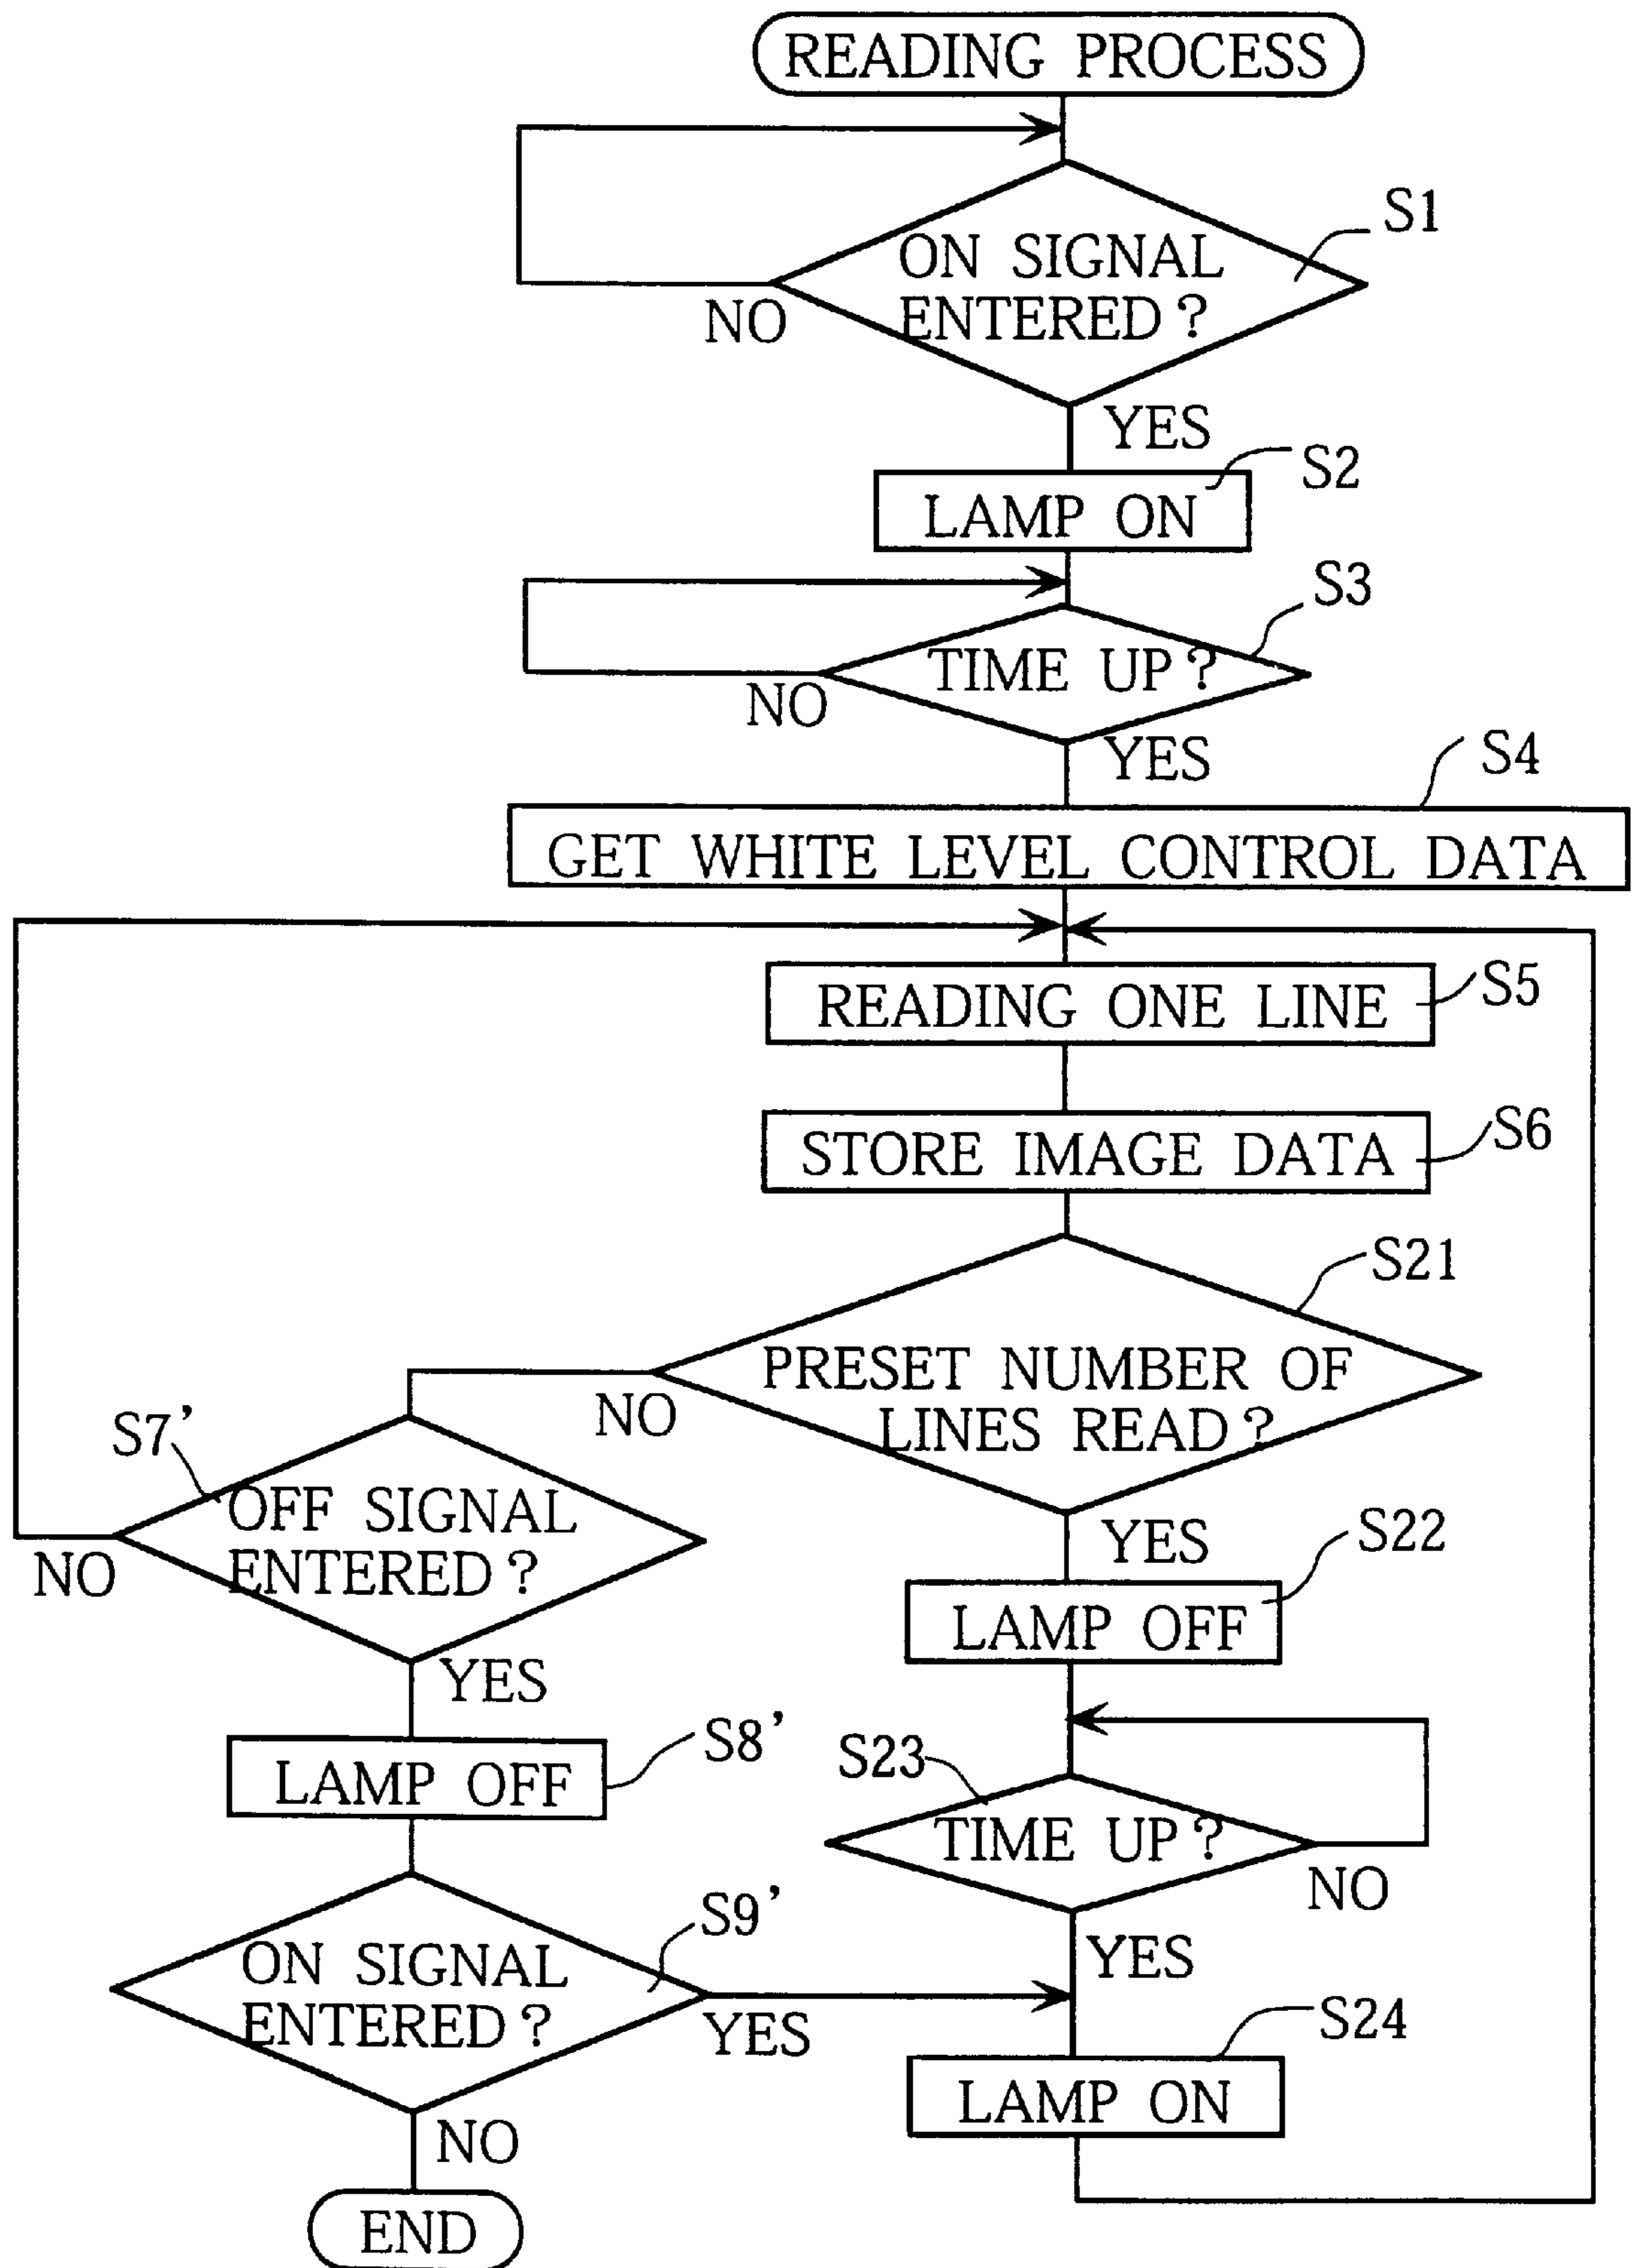 READING PROCESS
S1
ON SIGNAL
ENTERED?
NO
YES
S2
LAMP ON
S3
TIME UP?
NO
YES
S4
GET WHITE LEVEL CONTROL DATA
READING ONE LINE
S5
STORE IMAGE DATA
S6
S21
PRESET NUMBER OF
LINES READ?
NO
YES
S7'
OFF SIGNAL
ENTERED?
NO
YES
S22
LAMP OFF
S8'
LAMP OFF
S23
TIME UP?
NO
YES
S9'
ON SIGNAL
ENTERED?
YES
NO
S24
LAMP ON
END